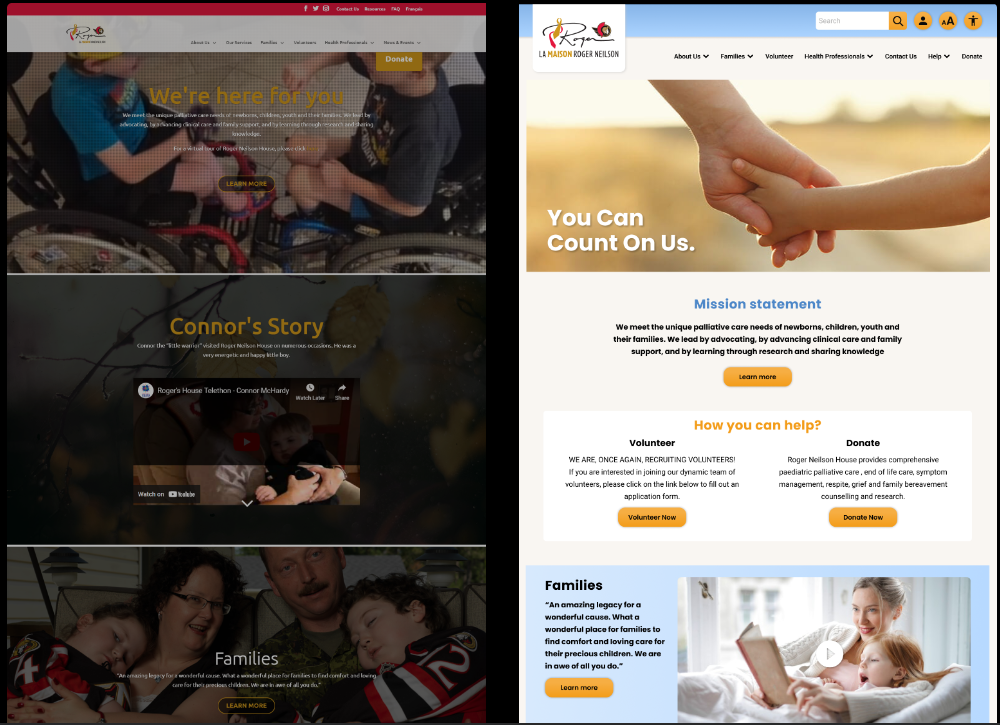 Contact Us Resources FAQ Français
Roger
LA MAISON ROGER NEILSON
About Us Our Services Families Volunteers Health Professionals News & Events
Donate
We're here for you
We meet the unique palliative care needs of newborns, children, youth and their families. We lead by
advocating, by advancing clinical care and family support, and by learning through research and sharing
knowledge.
For a virtual tour of Roger Neilson House, please click
LEARN MORE
Connor's Story
Connor the "little warrior" visited Roger Neilson House on numerous occasions. He was a
very energetic and happy little boy.
Roger's House Telethon - Connor McHardy
Watch Later Share
Watch on YouTube
Families
"An amazing legacy for a wonderful cause. What a wonderful place for families to find comfort and loving
care for their precious children. We are in awe of all you do."
LEARN MORE
Roger
LA MAISON ROGER NEILSON
Search
AA
About Us Families Volunteer Health Professionals Contact Us Help Donate
You Can
Count On Us.
Mission statement
We meet the unique palliative care needs of newborns, children, youth and
their families. We lead by advocating, by advancing clinical care and family
support, and by learning through research and sharing knowledge
Learn more
How you can help?
Volunteer
WE ARE, ONCE AGAIN, RECRUITING VOLUNTEERS!
If you are interested in joining our dynamic team of
volunteers, please click on the link below to fill out an
application form.
Volunteer Now
Donate
Roger Neilson House provides comprehensive
paediatric palliative care , end of life care, symptom
management, respite, grief and family bereavement
counselling and research.
Donate Now
Families
“An amazing legacy for a
wonderful cause. What a
wonderful place for families to
find comfort and loving care for
their precious children. We are
in awe of all you do.”
Learn more